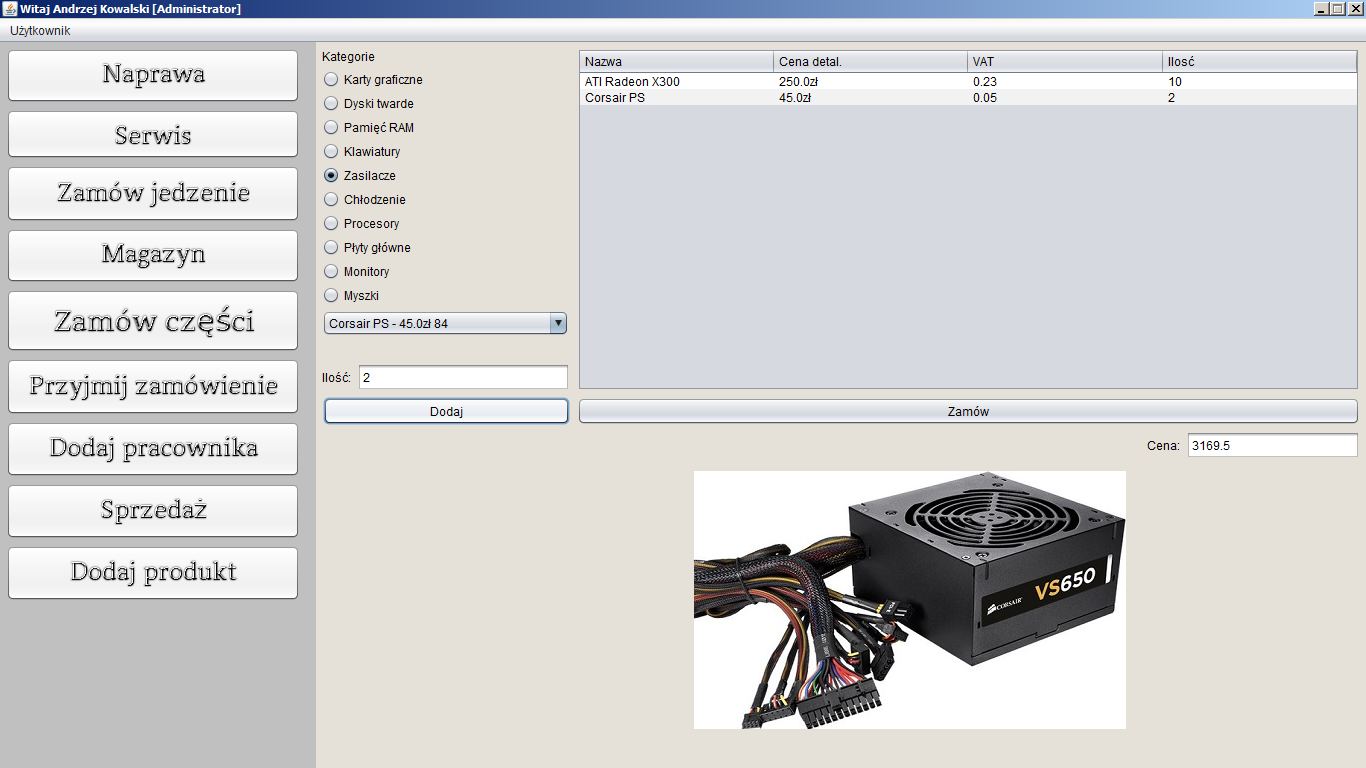 Witaj Andrzej Kowalski [Administrator]
Użytkownik
Naprawa
Serwis
Zamów jedzenie
Magazyn
Zamów części
Przyjmij zamówienie
Dodaj pracownika
Sprzedaż
Dodaj produkt
Kategorie
Karty graficzne
Dyski twarde
Pamięć RAM
Klawiatury
Zasilacze
Chłodzenie
Procesory
Płyty główne
Monitory
Myszki
Corsair PS - 45.0zł 84
Ilość: 2
Dodaj
Nazwa Cena detal. VAT Ilosć
ATI Radeon X300 250.0zł 0.23 10
Corsair PS 45.0zł 0.05 2
Zamów
Cena: 3169.5
CORSAIR VS650